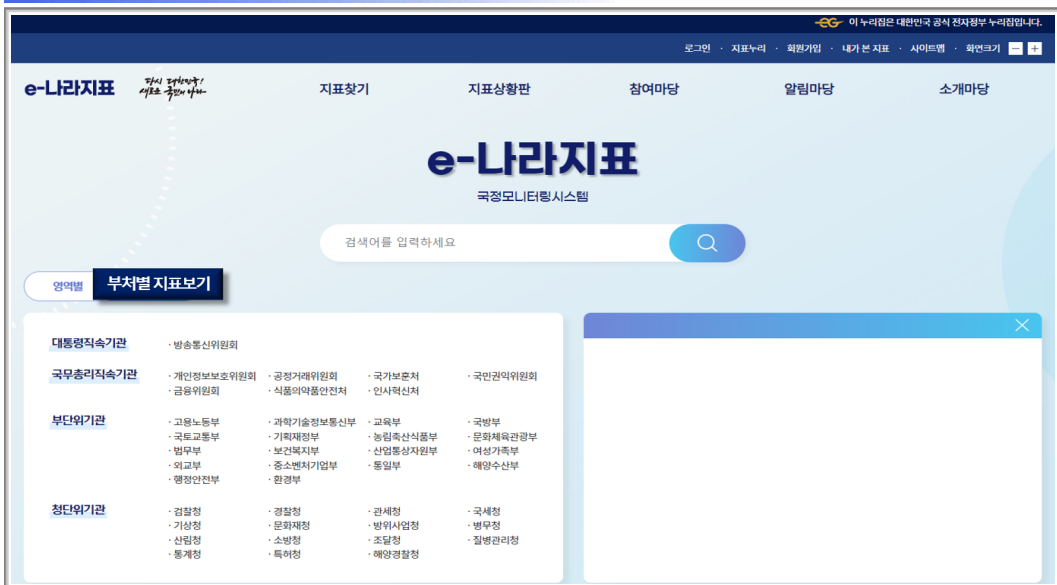 이 누리집은 대한민국 공식 전자정부 누리집입니다.
로그인 · 지표누리 · 회원가입 · 내가 본 지표 · 사이트맵 · 화면크기
e-나라지표 다시 대한민국! 새로운 국민의 나라 지표찾기 지표상황판 참여마당 알림마당 소개마당
e-나라지표
국정모니터링시스템
검색어를 입력하세요
영역별 부처별 지표보기
대통령직속기관 · 방송통신위원회
국무총리직속기관 · 개인정보보호위원회 · 공정거래위원회 · 국가보훈처 · 국민권익위원회
· 금융위원회 · 식품의약품안전처 · 인사혁신처
부단위기관 · 고용노동부 · 과학기술정보통신부 · 교육부 · 국방부
· 국토교통부 · 기획재정부 · 농림축산식품부 · 문화체육관광부
· 법무부 · 보건복지부 · 산업통상자원부 · 여성가족부
· 외교부 · 중소벤처기업부 · 통일부 · 해양수산부
· 행정안전부 · 환경부
청단위기관 · 검찰청 · 경찰청 · 관세청 · 국세청
· 기상청 · 문화재청 · 방위사업청 · 병무청
· 산림청 · 소방청 · 조달청 · 질병관리청
· 통계청 · 특허청 · 해양경찰청